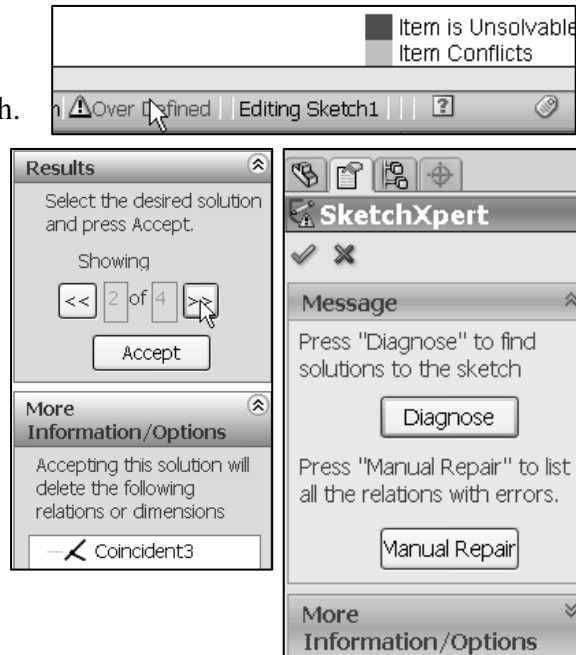 Item is Unsolvable
Item Conflicts
h.
Over Defined Editing Sketch1 ?
Results
Select the desired solution
and press Accept.
Showing
<< 2 of 4 >>
Accept
More
Information/Options
Accepting this solution will
delete the following
relations or dimensions
Coincident3
SketchXpert
Message
Press "Diagnose" to find
solutions to the sketch
Diagnose
Press "Manual Repair" to list
all the relations with errors.
Manual Repair
More
Information/Options